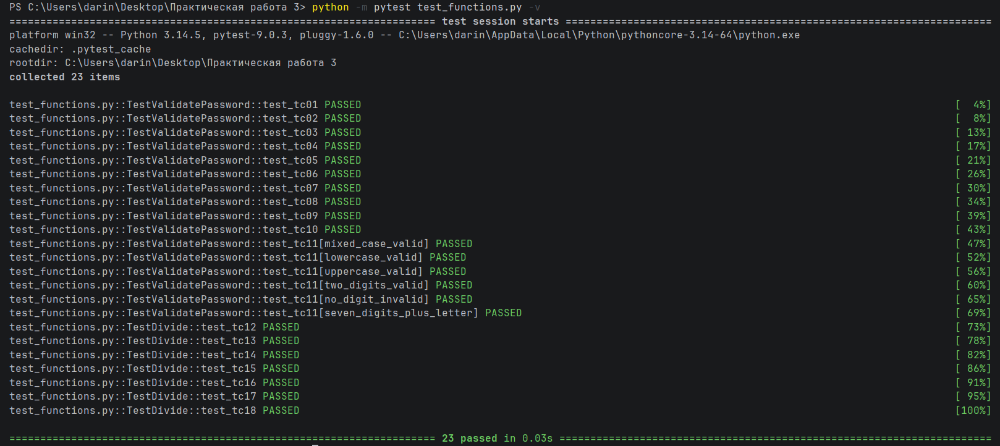 PS C:\Users\darin\Desktop\Практическая работа 3> python -m pytest test_functions.py -v
===================================================================== test session starts =====================================================================
platform win32 -- Python 3.14.5, pytest-9.0.3, pluggy-1.6.0 -- C:\Users\darin\AppData\Local\Python\pythoncore-3.14-64\python.exe
cachedir: .pytest_cache
rootdir: C:\Users\darin\Desktop\Практическая работа 3
collected 23 items
test_functions.py::TestValidatePassword::test_tc01 PASSED [  4%]
test_functions.py::TestValidatePassword::test_tc02 PASSED [  8%]
test_functions.py::TestValidatePassword::test_tc03 PASSED [ 13%]
test_functions.py::TestValidatePassword::test_tc04 PASSED [ 17%]
test_functions.py::TestValidatePassword::test_tc05 PASSED [ 21%]
test_functions.py::TestValidatePassword::test_tc06 PASSED [ 26%]
test_functions.py::TestValidatePassword::test_tc07 PASSED [ 30%]
test_functions.py::TestValidatePassword::test_tc08 PASSED [ 34%]
test_functions.py::TestValidatePassword::test_tc09 PASSED [ 39%]
test_functions.py::TestValidatePassword::test_tc10 PASSED [ 43%]
test_functions.py::TestValidatePassword::test_tc11[mixed_case_valid] PASSED [ 47%]
test_functions.py::TestValidatePassword::test_tc11[lowercase_valid] PASSED [ 52%]
test_functions.py::TestValidatePassword::test_tc11[uppercase_valid] PASSED [ 56%]
test_functions.py::TestValidatePassword::test_tc11[two_digits_valid] PASSED [ 60%]
test_functions.py::TestValidatePassword::test_tc11[no_digit_invalid] PASSED [ 65%]
test_functions.py::TestValidatePassword::test_tc11[seven_digits_plus_letter] PASSED [ 69%]
test_functions.py::TestDivide::test_tc12 PASSED [ 73%]
test_functions.py::TestDivide::test_tc13 PASSED [ 78%]
test_functions.py::TestDivide::test_tc14 PASSED [ 82%]
test_functions.py::TestDivide::test_tc15 PASSED [ 86%]
test_functions.py::TestDivide::test_tc16 PASSED [ 91%]
test_functions.py::TestDivide::test_tc17 PASSED [ 95%]
test_functions.py::TestDivide::test_tc18 PASSED [100%]
===================================================================== 23 passed in 0.03s ======================================================================